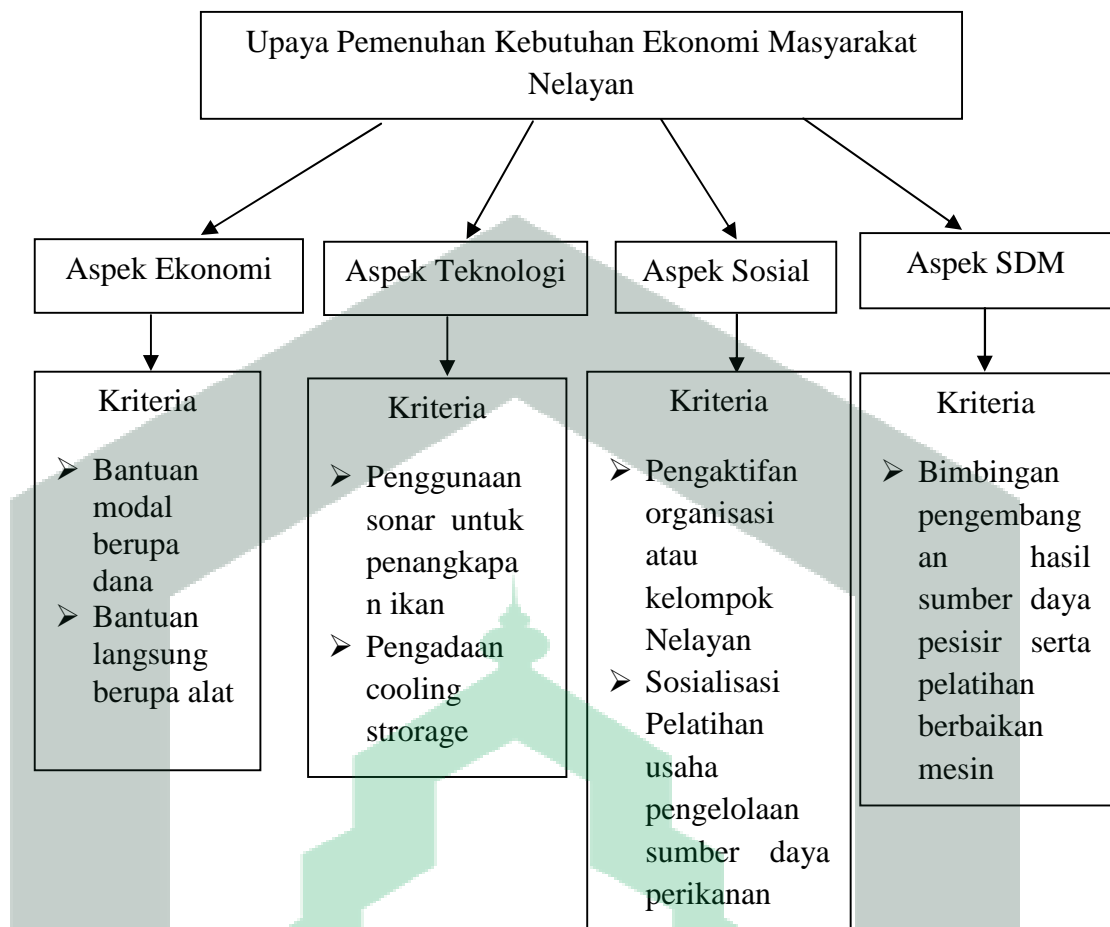 Upaya Pemenuhan Kebutuhan Ekonomi Masyarakat
Nelayan
Aspek Ekonomi
Aspek Teknologi
Aspek Sosial
Aspek SDM
Kriteria
➢ Bantuan
modal
berupa
dana
➢ Bantuan
langsung
berupa alat
Kriteria
➢ Penggunaan
sonar untuk
penangkapa
n ikan
➢ Pengadaan
cooling
strorage
Kriteria
➢ Pengaktifan
organisasi
atau
kelompok
Nelayan
➢ Sosialisasi
Pelatihan
usaha
pengelolaan
sumber daya
perikanan
Kriteria
➢ Bimbingan
pengembang
an hasil
sumber daya
pesisir serta
pelatihan
berbaikan
mesin